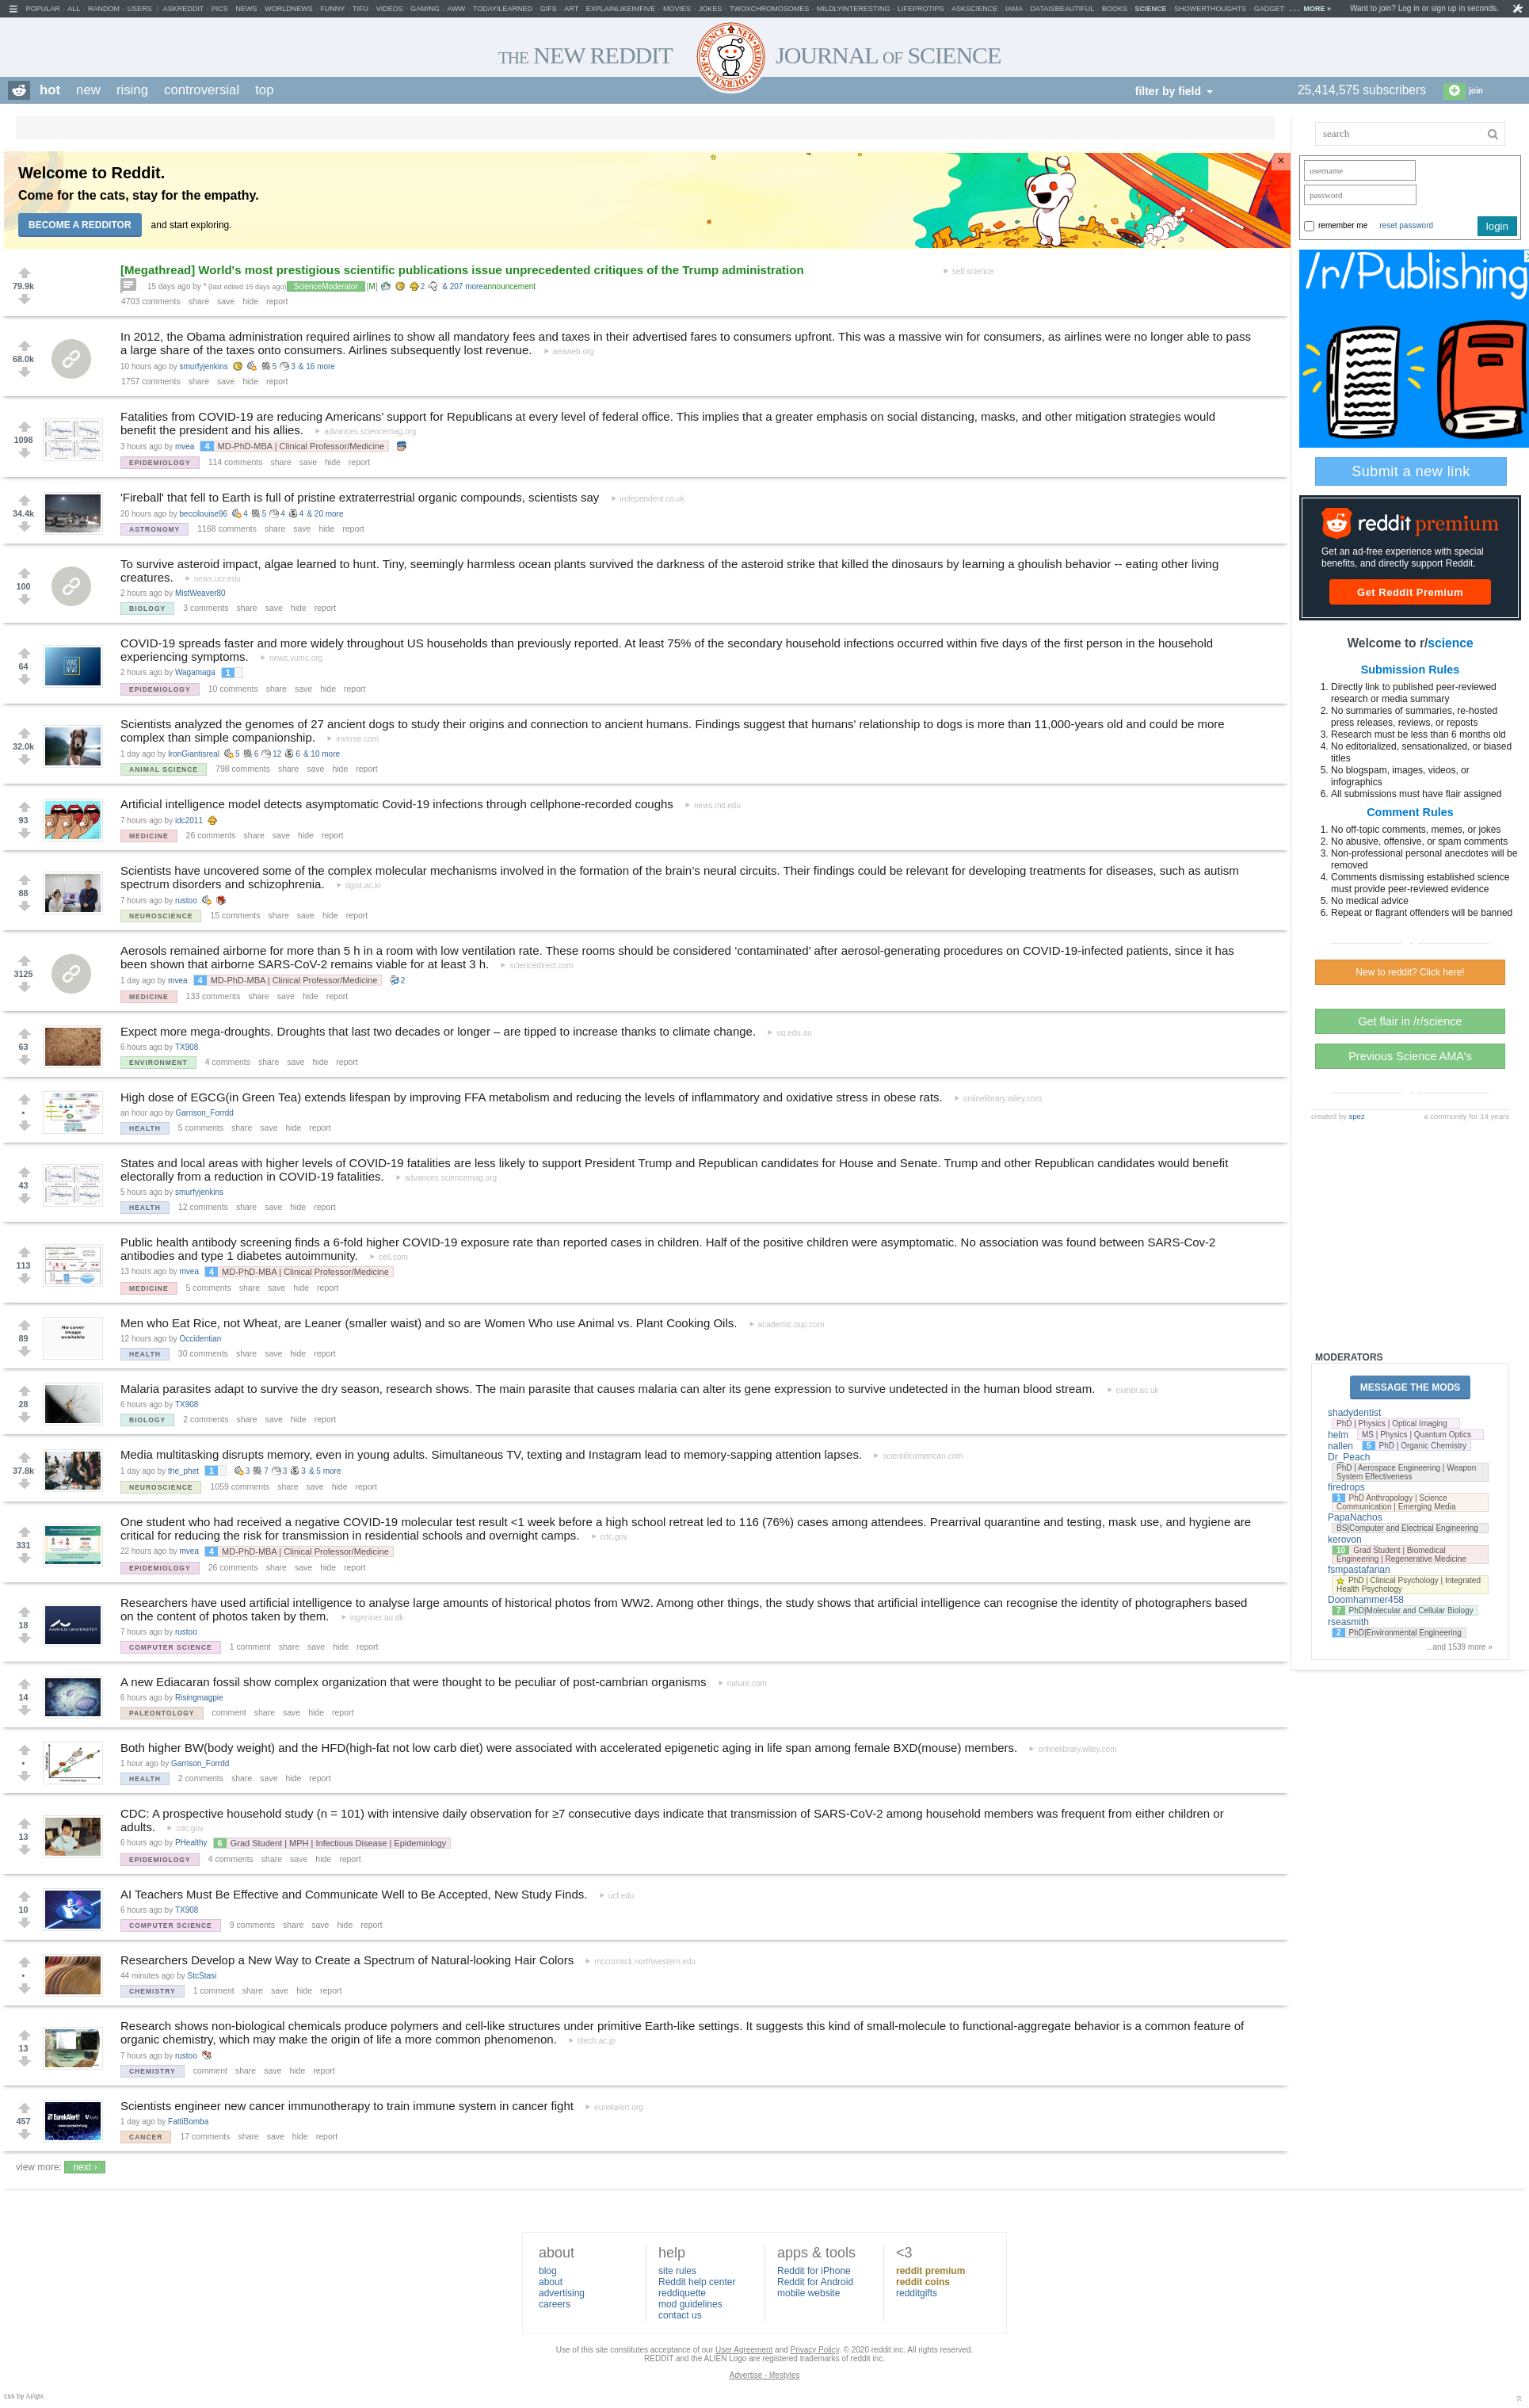 POPULAR - ALL - RANDOM - USERS | ASKREDDIT - PICS - NEWS - WORLDNEWS - FUNNY - TIFU - VIDEOS - GAMING - AWW - TODAYILEARNED - GIFS - ART - EXPLAINLIKEIMFIVE - MOVIES - JOKES - TWOXCHROMOSOMES - MILDLYINTERESTING - LIFEPROTIPS - ASKSCIENCE - IAMA - DATAISBEAUTIFUL - BOOKS - SCIENCE - SHOWERTHOUGHTS - GADGETS ... MORE » Want to join? Log in or sign up in seconds.
THE NEW REDDIT JOURNAL OF SCIENCE
hot new rising controversial top filter by field 25,414,575 subscribers join
Welcome to Reddit.
Come for the cats, stay for the empathy.
BECOME A REDDITOR and start exploring.
[Megathread] World's most prestigious scientific publications issue unprecedented critiques of the Trump administration self.science
79.9k
15 days ago by * (last edited 15 days ago) ScienceModerator [M] 2 & 207 more announcement
4703 comments share save hide report
In 2012, the Obama administration required airlines to show all mandatory fees and taxes in their advertised fares to consumers upfront. This was a massive win for consumers, as airlines were no longer able to pass
a large share of the taxes onto consumers. Airlines subsequently lost revenue. aeaweb.org
68.0k
10 hours ago by smurfyjenkins 5 3 & 16 more
1757 comments share save hide report
Fatalities from COVID-19 are reducing Americans' support for Republicans at every level of federal office. This implies that a greater emphasis on social distancing, masks, and other mitigation strategies would
benefit the president and his allies. advances.sciencemag.org
1098
3 hours ago by mvea 4 MD-PhD-MBA | Clinical Professor/Medicine
EPIDEMIOLOGY 114 comments share save hide report
'Fireball' that fell to Earth is full of pristine extraterrestrial organic compounds, scientists say independent.co.uk
34.4k
20 hours ago by beccilouise96 4 5 4 4 & 20 more
ASTRONOMY 1168 comments share save hide report
To survive asteroid impact, algae learned to hunt. Tiny, seemingly harmless ocean plants survived the darkness of the asteroid strike that killed the dinosaurs by learning a ghoulish behavior -- eating other living
creatures. news.ucr.edu
100
2 hours ago by MistWeaver80
BIOLOGY 3 comments share save hide report
COVID-19 spreads faster and more widely throughout US households than previously reported. At least 75% of the secondary household infections occurred within five days of the first person in the household
experiencing symptoms. news.vumc.org
64
2 hours ago by Wagamaga 1
EPIDEMIOLOGY 10 comments share save hide report
Scientists analyzed the genomes of 27 ancient dogs to study their origins and connection to ancient humans. Findings suggest that humans' relationship to dogs is more than 11,000-years old and could be more
complex than simple companionship. inverse.com
32.0k
1 day ago by IronGiantisreal 5 6 12 6 & 10 more
ANIMAL SCIENCE 798 comments share save hide report
Artificial intelligence model detects asymptomatic Covid-19 infections through cellphone-recorded coughs news.mit.edu
93
7 hours ago by idc2011
MEDICINE 26 comments share save hide report
Scientists have uncovered some of the complex molecular mechanisms involved in the formation of the brain's neural circuits. Their findings could be relevant for developing treatments for diseases, such as autism
spectrum disorders and schizophrenia. dgist.ac.kr
88
7 hours ago by rustoo
NEUROSCIENCE 15 comments share save hide report
Aerosols remained airborne for more than 5 h in a room with low ventilation rate. These rooms should be considered 'contaminated' after aerosol-generating procedures on COVID-19-infected patients, since it has
been shown that airborne SARS-CoV-2 remains viable for at least 3 h. sciencedirect.com
3125
1 day ago by mvea 4 MD-PhD-MBA | Clinical Professor/Medicine 2
MEDICINE 133 comments share save hide report
Expect more mega-droughts. Droughts that last two decades or longer – are tipped to increase thanks to climate change. uq.edu.au
63
6 hours ago by TX908
ENVIRONMENT 4 comments share save hide report
High dose of EGCG(in Green Tea) extends lifespan by improving FFA metabolism and reducing the levels of inflammatory and oxidative stress in obese rats. onlinelibrary.wiley.com
•
an hour ago by Garrison_Forrdd
HEALTH 5 comments share save hide report
States and local areas with higher levels of COVID-19 fatalities are less likely to support President Trump and Republican candidates for House and Senate. Trump and other Republican candidates would benefit
electorally from a reduction in COVID-19 fatalities. advances.sciencemag.org
43
5 hours ago by smurfyjenkins
HEALTH 12 comments share save hide report
Public health antibody screening finds a 6-fold higher COVID-19 exposure rate than reported cases in children. Half of the positive children were asymptomatic. No association was found between SARS-Cov-2
antibodies and type 1 diabetes autoimmunity. cell.com
113
13 hours ago by mvea 4 MD-PhD-MBA | Clinical Professor/Medicine
MEDICINE 5 comments share save hide report
Men who Eat Rice, not Wheat, are Leaner (smaller waist) and so are Women Who use Animal vs. Plant Cooking Oils. academic.oup.com
No cover image available
89
12 hours ago by Occidentian
HEALTH 30 comments share save hide report
Malaria parasites adapt to survive the dry season, research shows. The main parasite that causes malaria can alter its gene expression to survive undetected in the human blood stream. exeter.ac.uk
28
6 hours ago by TX908
BIOLOGY 2 comments share save hide report
Media multitasking disrupts memory, even in young adults. Simultaneous TV, texting and Instagram lead to memory-sapping attention lapses. scientificamerican.com
37.8k
1 day ago by the_phet 1 3 7 3 3 & 5 more
NEUROSCIENCE 1059 comments share save hide report
One student who had received a negative COVID-19 molecular test result <1 week before a high school retreat led to 116 (76%) cases among attendees. Prearrival quarantine and testing, mask use, and hygiene are
critical for reducing the risk for transmission in residential schools and overnight camps. cdc.gov
331
22 hours ago by mvea 4 MD-PhD-MBA | Clinical Professor/Medicine
EPIDEMIOLOGY 26 comments share save hide report
Researchers have used artificial intelligence to analyse large amounts of historical photos from WW2. Among other things, the study shows that artificial intelligence can recognise the identity of photographers based
on the content of photos taken by them. ingenioer.au.dk
18
7 hours ago by rustoo
COMPUTER SCIENCE 1 comment share save hide report
A new Ediacaran fossil show complex organization that were thought to be peculiar of post-cambrian organisms nature.com
14
6 hours ago by Risingmagpie
PALEONTOLOGY comment share save hide report
Both higher BW(body weight) and the HFD(high-fat not low carb diet) were associated with accelerated epigenetic aging in life span among female BXD(mouse) members. onlinelibrary.wiley.com
•
1 hour ago by Garrison_Forrdd
HEALTH 2 comments share save hide report
CDC: A prospective household study (n = 101) with intensive daily observation for ≥7 consecutive days indicate that transmission of SARS-CoV-2 among household members was frequent from either children or
adults. cdc.gov
13
6 hours ago by PHealthy 6 Grad Student | MPH | Infectious Disease | Epidemiology
EPIDEMIOLOGY 4 comments share save hide report
AI Teachers Must Be Effective and Communicate Well to Be Accepted, New Study Finds. ucf.edu
10
6 hours ago by TX908
COMPUTER SCIENCE 9 comments share save hide report
Researchers Develop a New Way to Create a Spectrum of Natural-looking Hair Colors mccormick.northwestern.edu
•
44 minutes ago by StcStasi
CHEMISTRY 1 comment share save hide report
Research shows non-biological chemicals produce polymers and cell-like structures under primitive Earth-like settings. It suggests this kind of small-molecule to functional-aggregate behavior is a common feature of
organic chemistry, which may make the origin of life a more common phenomenon. titech.ac.jp
13
7 hours ago by rustoo
CHEMISTRY comment share save hide report
Scientists engineer new cancer immunotherapy to train immune system in cancer fight eurekalert.org
EurekAlert!
457
1 day ago by FattiBomba
CANCER 17 comments share save hide report
view more: next ›
search
username
password
remember me reset password login
/r/Publishing
Submit a new link
reddit premium
Get an ad-free experience with special
benefits, and directly support Reddit.
Get Reddit Premium
Welcome to r/science
Submission Rules
1. Directly link to published peer-reviewed
research or media summary
2. No summaries of summaries, re-hosted
press releases, reviews, or reposts
3. Research must be less than 6 months old
4. No editorialized, sensationalized, or biased
titles
5. No blogspam, images, videos, or
infographics
6. All submissions must have flair assigned
Comment Rules
1. No off-topic comments, memes, or jokes
2. No abusive, offensive, or spam comments
3. Non-professional personal anecdotes will be
removed
4. Comments dismissing established science
must provide peer-reviewed evidence
5. No medical advice
6. Repeat or flagrant offenders will be banned
New to reddit? Click here!
Get flair in /r/science
Previous Science AMA's
created by spez a community for 14 years
MODERATORS
MESSAGE THE MODS
shadydentist
PhD | Physics | Optical Imaging
helm MS | Physics | Quantum Optics
nallen 5 PhD | Organic Chemistry
Dr_Peach
PhD | Aerospace Engineering | Weapon
System Effectiveness
firedrops
1 PhD Anthropology | Science
Communication | Emerging Media
PapaNachos
BS|Computer and Electrical Engineering
kerovon
10 Grad Student | Biomedical
Engineering | Regenerative Medicine
fsmpastafarian
PhD | Clinical Psychology | Integrated
Health Psychology
Doomhammer458
7 PhD|Molecular and Cellular Biology
rseasmith
2 PhD|Environmental Engineering
...and 1539 more »
about
blog
about
advertising
careers
help
site rules
Reddit help center
reddiquette
mod guidelines
contact us
apps & tools
Reddit for iPhone
Reddit for Android
mobile website
<3
reddit premium
reddit coins
redditgifts
Use of this site constitutes acceptance of our User Agreement and Privacy Policy. © 2020 reddit inc. All rights reserved.
REDDIT and the ALIEN Logo are registered trademarks of reddit inc.
Advertise - lifestyles
css by /u/qtx
π